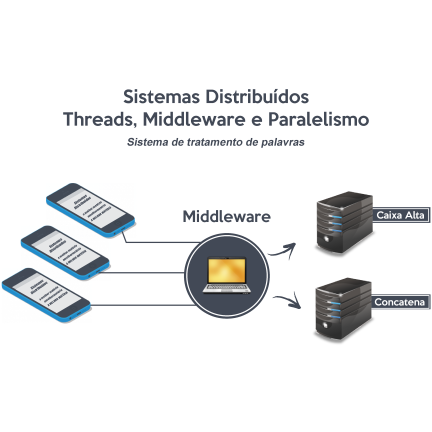 Sistemas Distribuídos
Threads, Middleware e Paralelismo
Sistema de tratamento de palavras
Middleware
Caixa Alta
Concatena